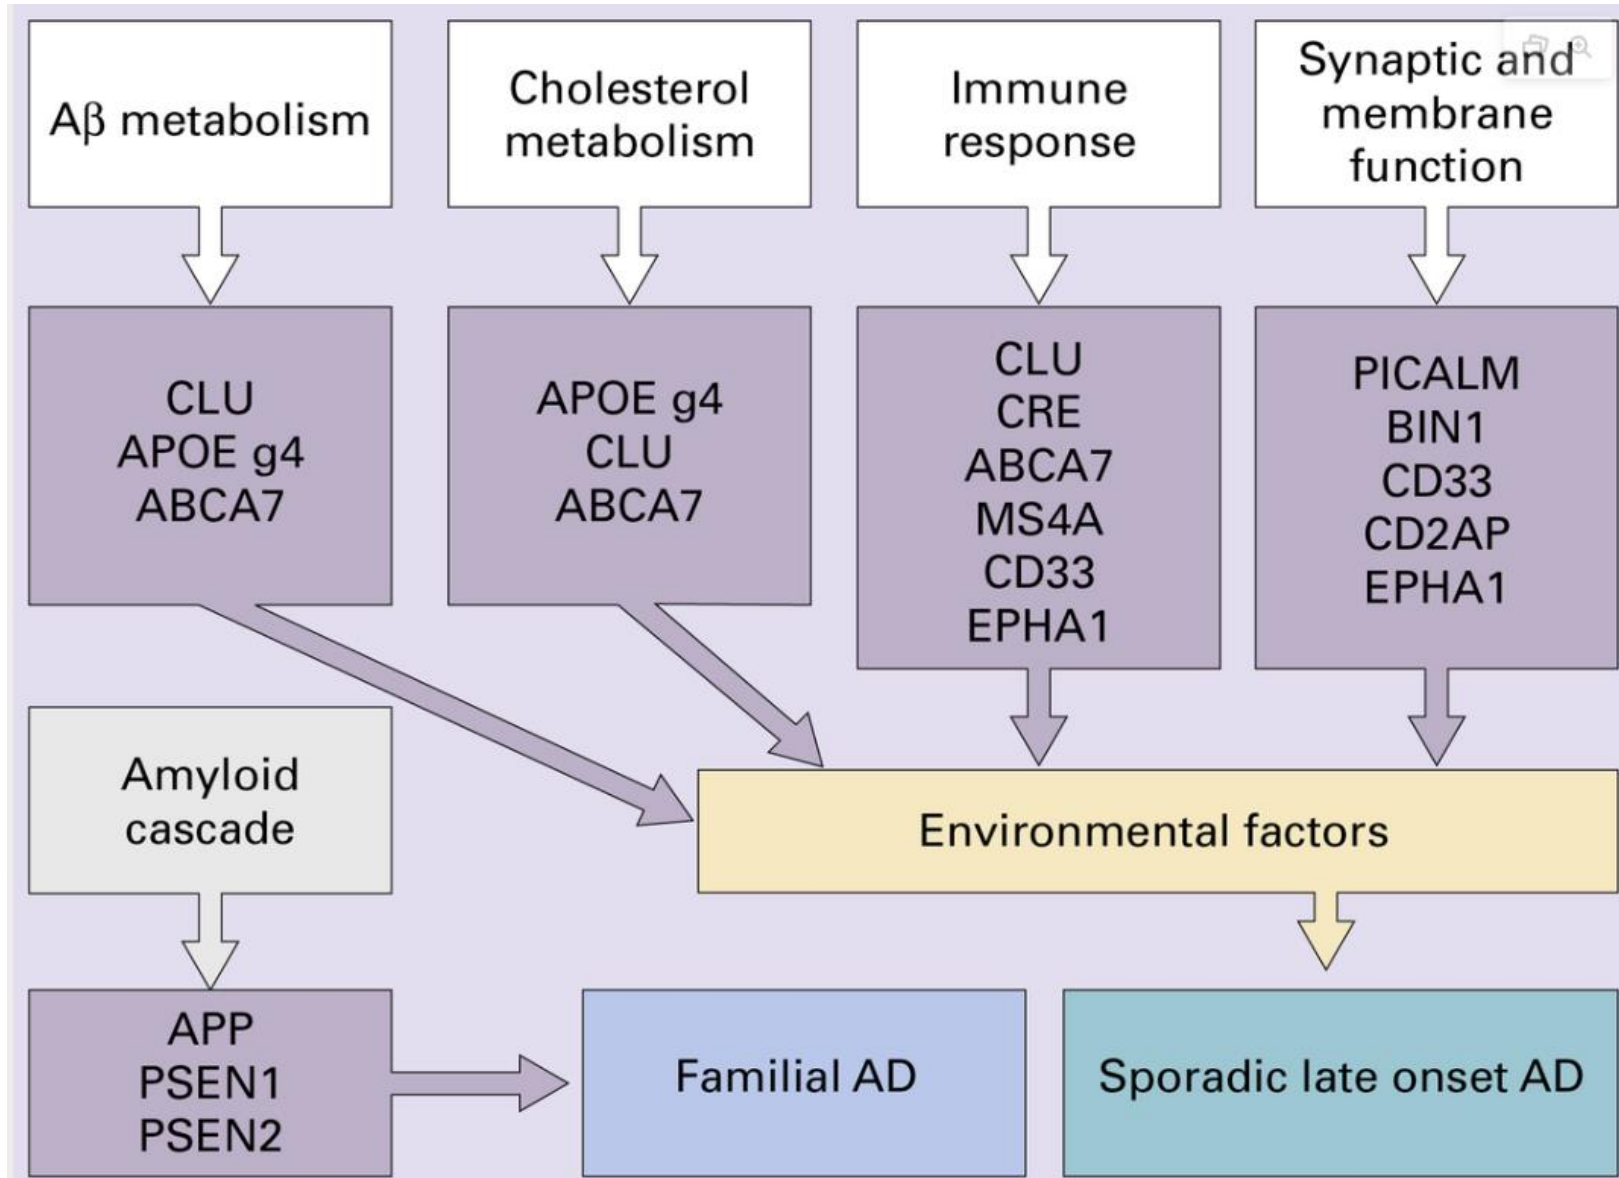 Aβ metabolism
Cholesterol
metabolism
Immune
response
Synaptic and
membrane
function
CLU
APOE g4
ABCA7
APOE g4
CLU
ABCA7
CLU
CRE
ABCA7
MS4A
CD33
EPHA1
PICALM
BIN1
CD33
CD2AP
EPHA1
Amyloid
cascade
Environmental factors
APP
PSEN1
PSEN2
Familial AD
Sporadic late onset AD